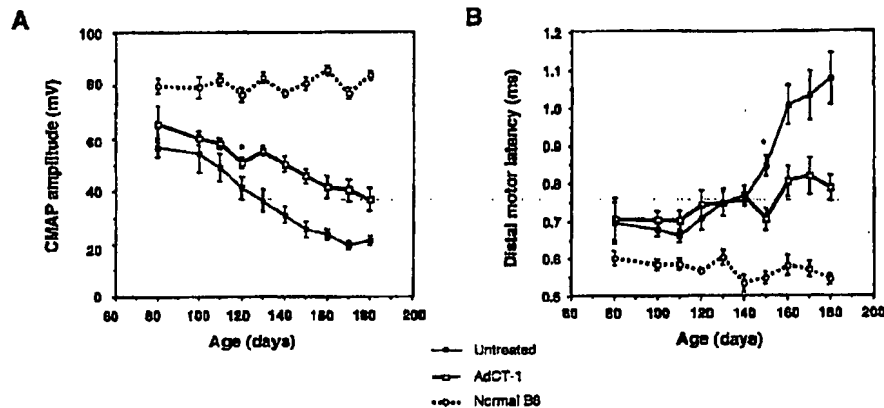 A
B
CMAP amplitude (mV)
100
80
60
40
20
0
60 80 100 120 140 160 180 200
Age (days)
Distal motor latency (ms)
1.2
1.1
1.0
0.9
0.8
0.7
0.6
0.5
60 80 100 120 140 160 180 200
Age (days)
Untreated
AdCT-1
Normal B6